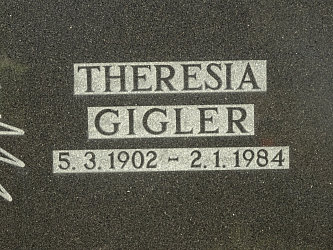 THERESIA
GIGLER
5.3.1902 - 2.1.1984